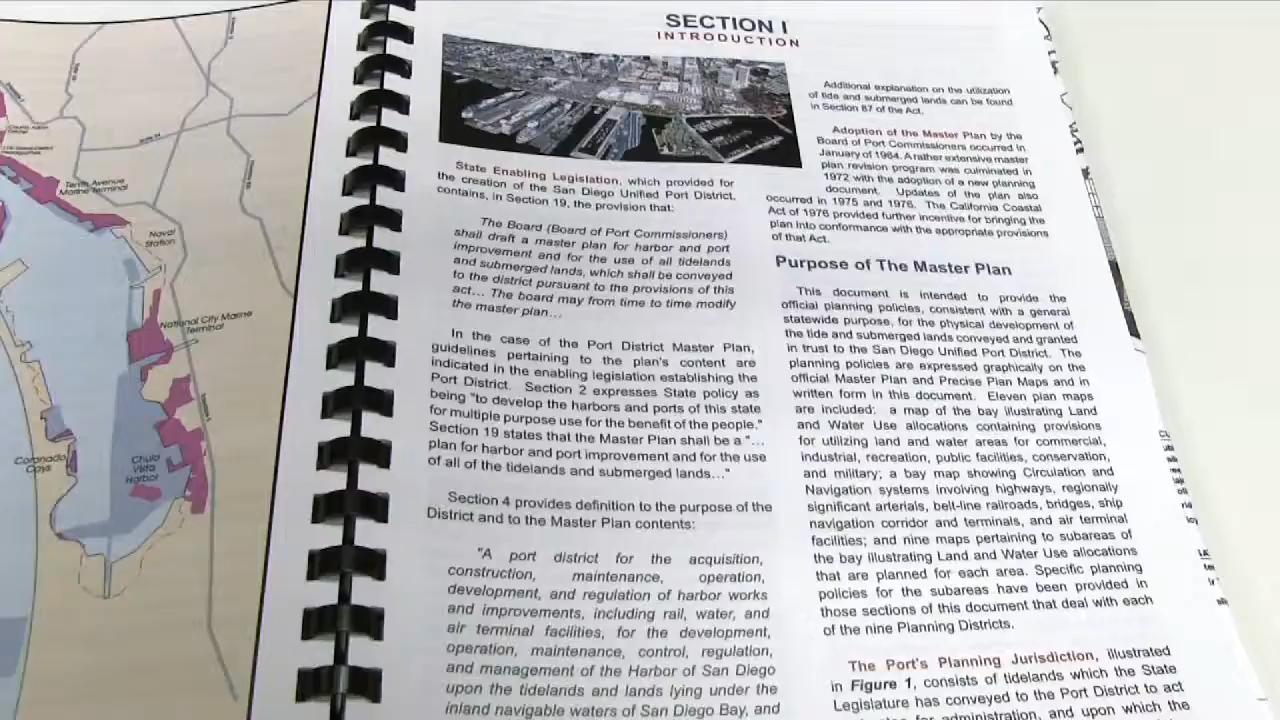 Tenth Avenue
Marine Terminal
Naval
Station
National City Marine
Terminal
Coronado
Cays
Chula
Vista
Harbor
SECTION I
INTRODUCTION
State Enabling Legislation, which provided for
the creation of the San Diego Unified Port District,
contains, in Section 19, the provision that:
The Board (Board of Port Commissioners)
shall draft a master plan for harbor and port
improvement and for the use of all tidelands
and submerged lands, which shall be conveyed
to the district pursuant to the provisions of this
act... The board may from time to time modify
the master plan...
In the case of the Port District Master Plan,
guidelines pertaining to the plan's content are
indicated in the enabling legislation establishing the
Port District. Section 2 expresses State policy as
being "to develop the harbors and ports of this state
for multiple purpose use for the benefit of the people."
Section 19 states that the Master Plan shall be a "...
plan for harbor and port improvement and for the use
of all of the tidelands and submerged lands..."
Section 4 provides definition to the purpose of the
District and to the Master Plan contents:
"A port district for the acquisition,
construction, maintenance, operation,
development, and regulation of harbor works
and improvements, including rail, water, and
air terminal facilities, for the development,
operation, maintenance, control, regulation,
and management of the Harbor of San Diego
upon the tidelands and lands lying under the
inland navigable waters of San Diego Bay, and
Additional explanation on the utilization
of tide and submerged lands can be found
in Section 87 of the Act.
Adoption of the Master Plan by the
Board of Port Commissioners occurred in
January of 1964. A rather extensive master
plan revision program was culminated in
1972 with the adoption of a new planning
document. Updates of the plan also
occurred in 1975 and 1976. The California Coastal
Act of 1976 provided further incentive for bringing the
plan into conformance with the appropriate provisions
of that Act.
Purpose of The Master Plan
This document is intended to provide the
official planning policies, consistent with a general
statewide purpose, for the physical development of
the tide and submerged lands conveyed and granted
in trust to the San Diego Unified Port District. The
planning policies are expressed graphically on the
official Master Plan and Precise Plan Maps and in
written form in this document. Eleven plan maps
are included: a map of the bay illustrating Land
and Water Use allocations containing provisions
for utilizing land and water areas for commercial,
industrial, recreation, public facilities, conservation,
and military; a bay map showing Circulation and
Navigation systems involving highways, regionally
significant arterials, belt-line railroads, bridges, ship
navigation corridor and terminals, and air terminal
facilities; and nine maps pertaining to subareas of
the bay illustrating Land and Water Use allocations
that are planned for each area. Specific planning
policies for the subareas have been provided in
those sections of this document that deal with each
of the nine Planning Districts.
The Port's Planning Jurisdiction, illustrated
in Figure 1, consists of tidelands which the State
Legislature has conveyed to the Port District to act
for administration, and upon which the